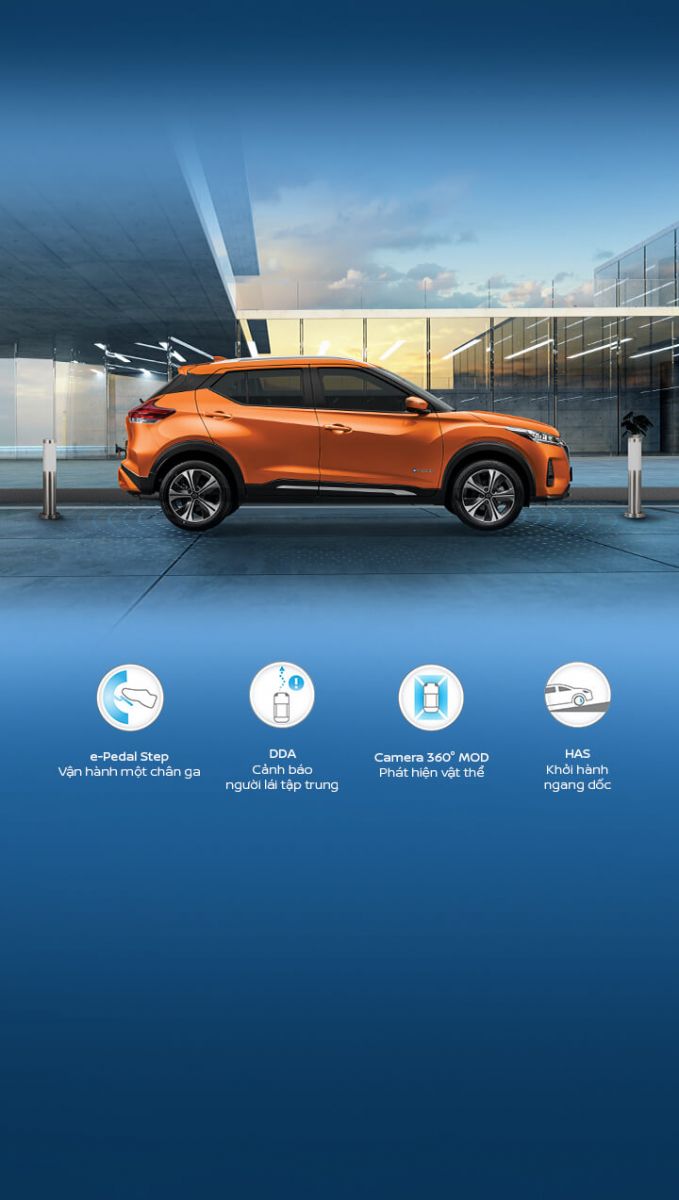 e-Pedal Step
Vận hành một chân ga
DDA
Cảnh báo
người lái tập trung
Camera 360° MOD
Phát hiện vật thể
HAS
Khởi hành
ngang dốc